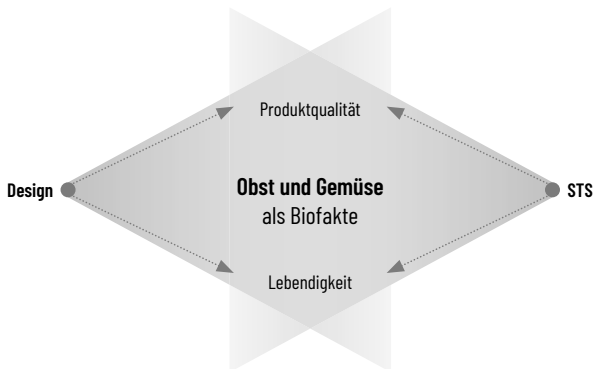 Produktqualität
Design
Obst und Gemüse
als Biofakte
STS
Lebendigkeit